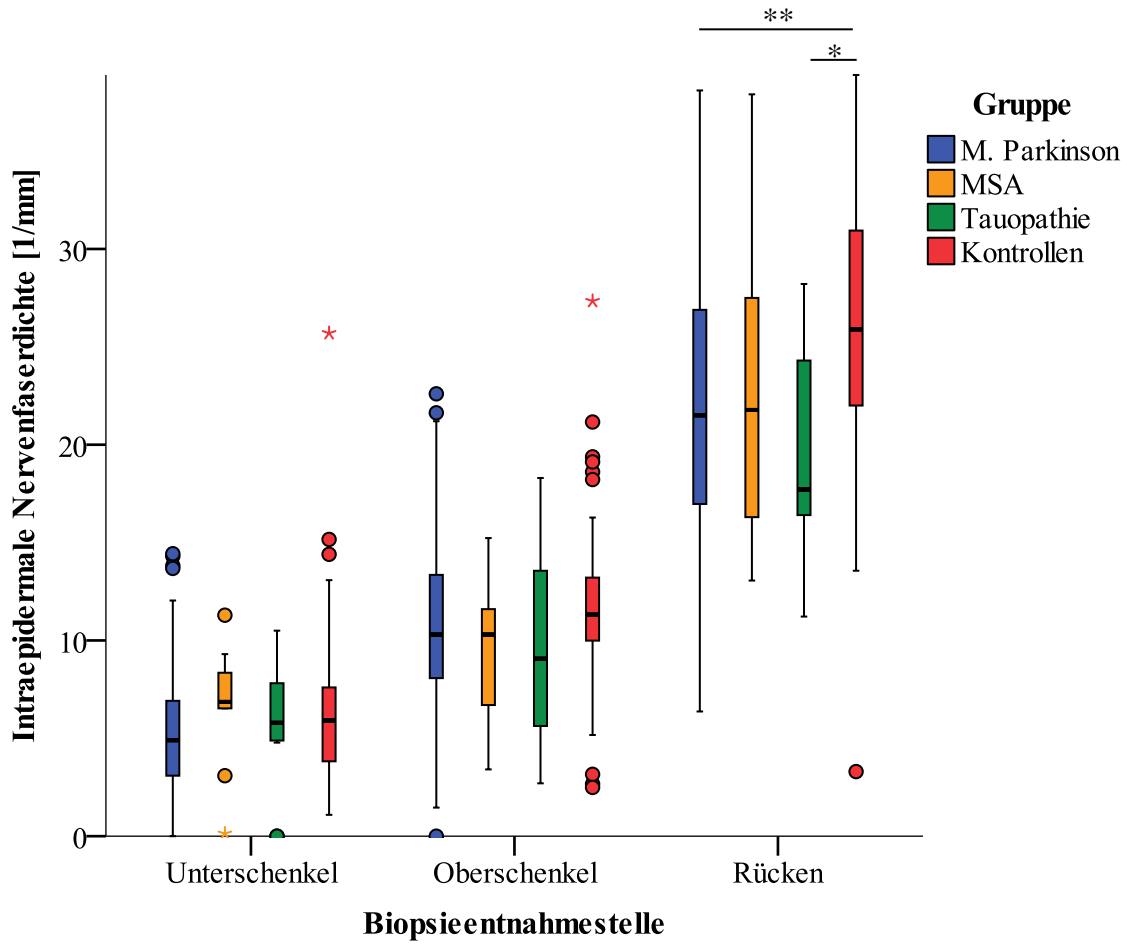 **
*
Gruppe
M. Parkinson
MSA
Tauopathie
Kontrollen
Intraepidermale Nervenfaserdichte [1/mm]
30
20
10
0
Unterschenkel Oberschenkel Rücken
Biopsieentnahmestelle